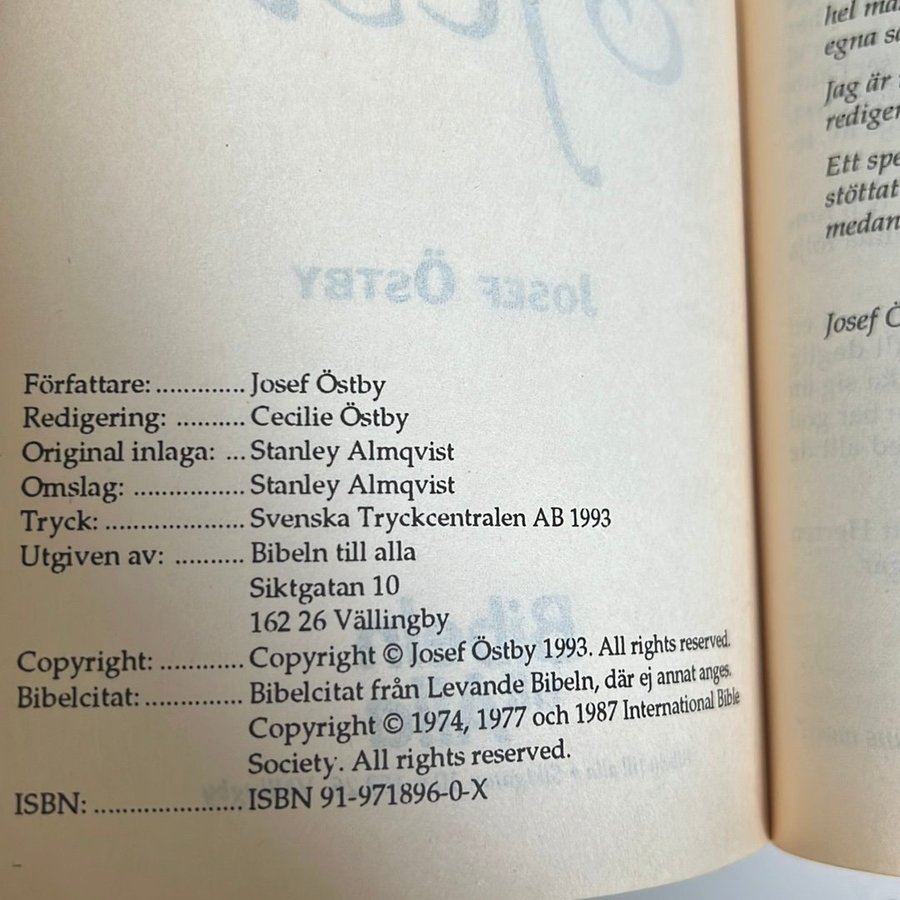 Författare: ............. Josef Östby
Redigering: .......... Cecilie Östby
Original inlaga: ... Stanley Almqvist
Omslag: ................ Stanley Almqvist
Tryck: .................... Svenska Tryckcentralen AB 1993
Utgiven av: .......... Bibeln till alla
Siktgatan 10
162 26 Vällingby
Copyright: ............ Copyright © Josef Östby 1993. All rights reserved.
Bibelcitat: .............. Bibelcitat från Levande Bibeln, där ej annat anges.
Copyright © 1974, 1977 och 1987 International Bible
Society. All rights reserved.
ISBN: ...................... ISBN 91-971896-0-X
JOSEF ÖSTBY
hel
egna
Jag är
Ett
stöttat
medan
Josef